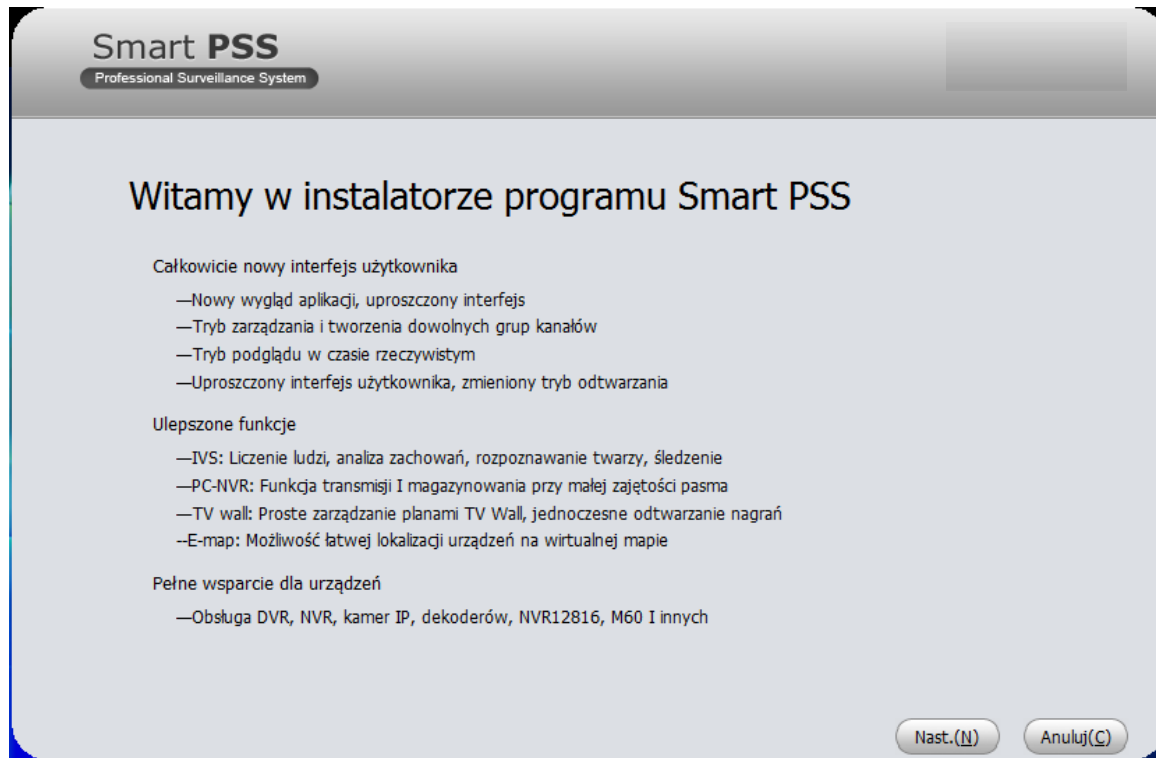 Smart PSS
Professional Surveillance System
Witamy w instalatorze programu Smart PSS
Całkowicie nowy interfejs użytkownika
—Nowy wygląd aplikacji, uproszczony interfejs
—Tryb zarządzania i tworzenia dowolnych grup kanałów
—Tryb podglądu w czasie rzeczywistym
—Uproszczony interfejs użytkownika, zmieniony tryb odtwarzania
Ulepszone funkcje
—IVS: Liczenie ludzi, analiza zachowań, rozpoznawanie twarzy, śledzenie
—PC-NVR: Funkcja transmisji I magazynowania przy małej zajętości pasma
—TV wall: Proste zarządzanie planami TV Wall, jednoczesne odtwarzanie nagrań
--E-map: Możliwość łatwej lokalizacji urządzeń na wirtualnej mapie
Pełne wsparcie dla urządzeń
—Obsługa DVR, NVR, kamer IP, dekoderów, NVR12816, M60 I innych
Nast.(N) Anuluj(C)